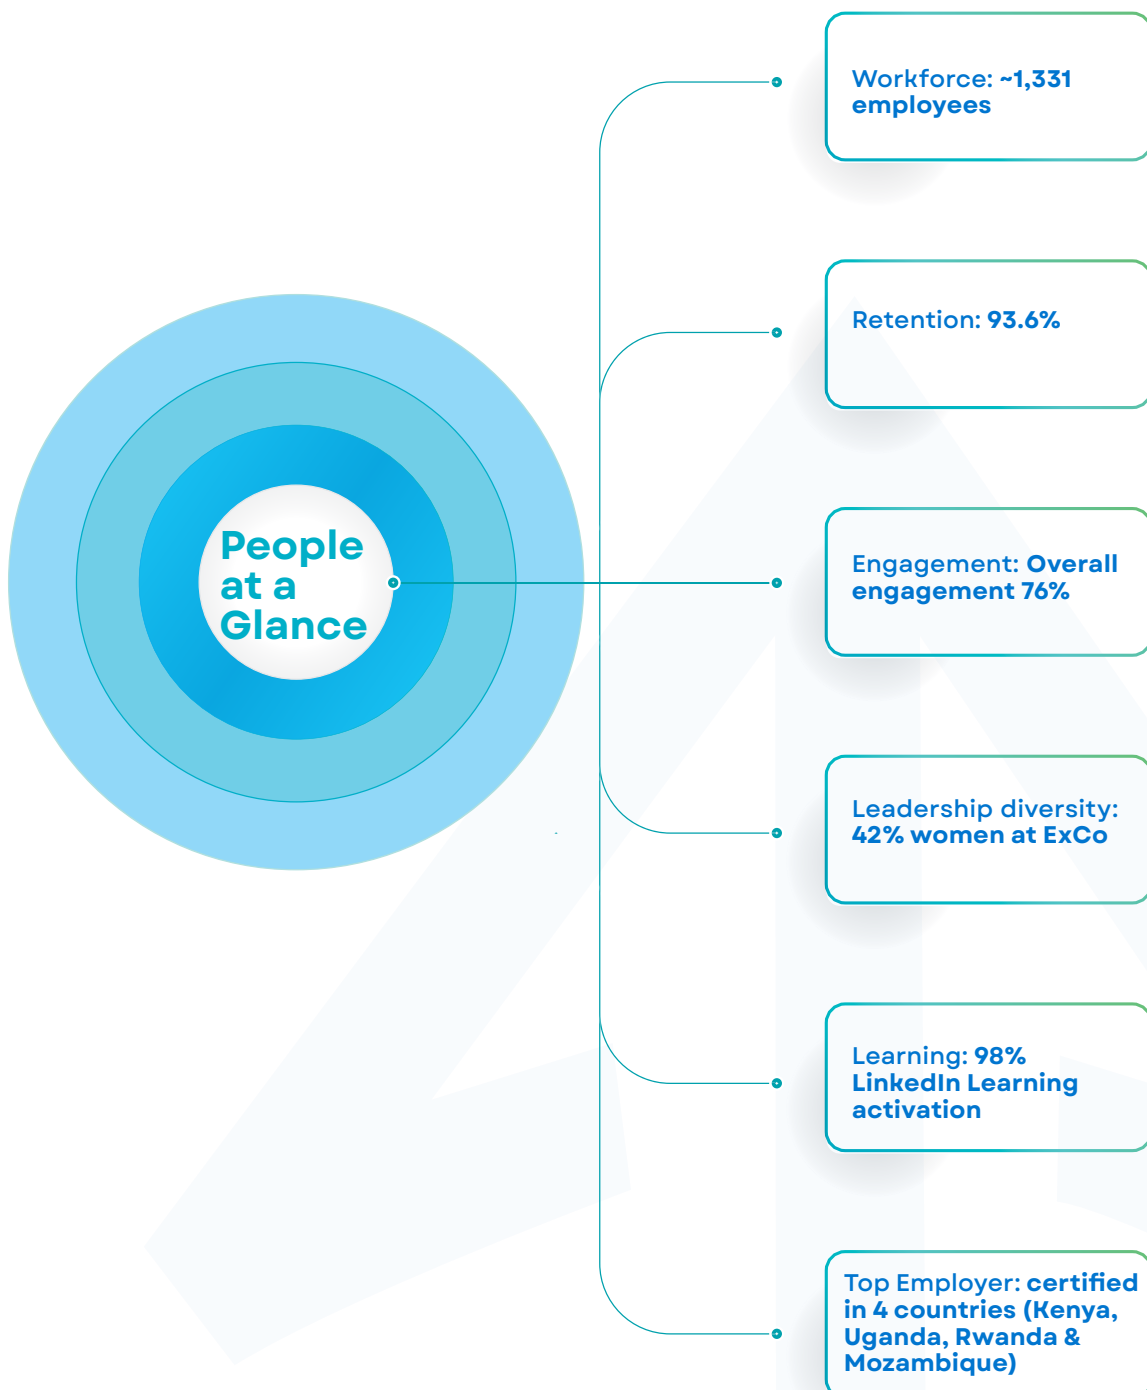 People
at a
Glance
Workforce: ~1,331
employees
Retention: 93.6%
Engagement: Overall
engagement 76%
Leadership diversity:
42% women at ExCo
Learning: 98%
LinkedIn Learning
activation
Top Employer: certified
in 4 countries (Kenya,
Uganda, Rwanda &
Mozambique)